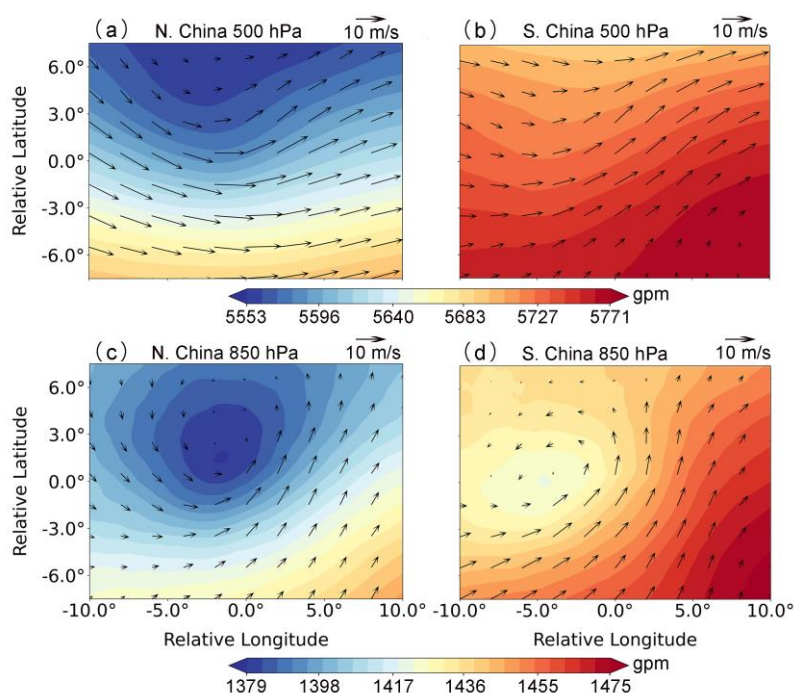 (a) N. China 500 hPa 10 m/s
(b) S. China 500 hPa 10 m/s
6.0°
3.0°
0.0°
-3.0°
-6.0°
Relative Latitude
5553 5596 5640 5683 5727 5771 gpm
(c) N. China 850 hPa 10 m/s
(d) S. China 850 hPa 10 m/s
6.0°
3.0°
0.0°
-3.0°
-6.0°
Relative Latitude
-10.0° -5.0° 0.0° 5.0° 10.0°
-10.0° -5.0° 0.0° 5.0° 10.0°
Relative Longitude
Relative Longitude
1379 1398 1417 1436 1455 1475 gpm